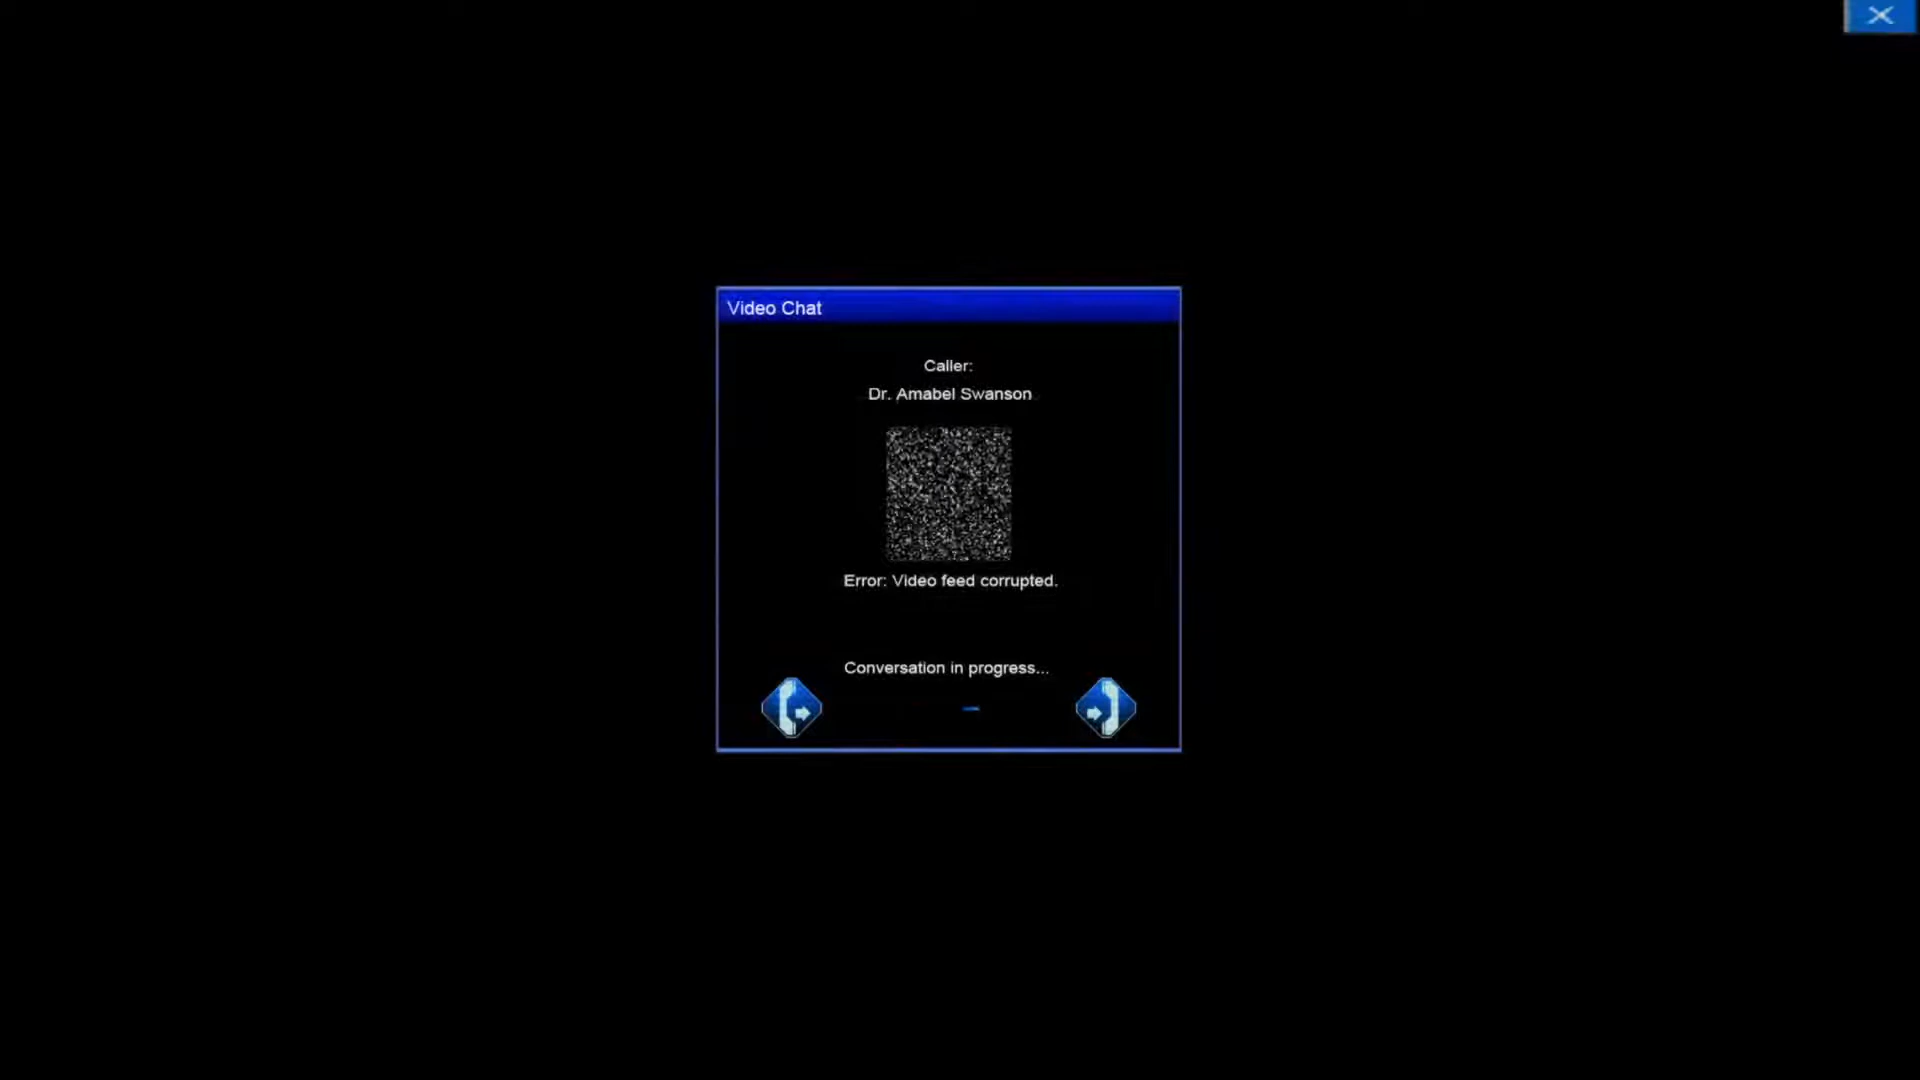 Video Chat
Caller:
Dr. Amabel Swanson
Error: Video feed corrupted.
Conversation in progress...